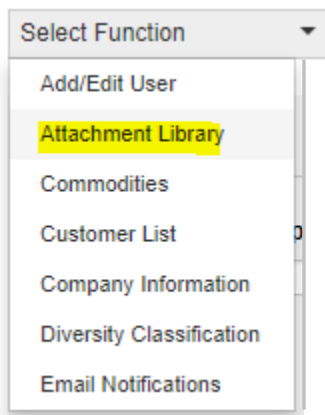 Select Function
Add/Edit User
Attachment Library
Commodities
Customer List
Company Information
Diversity Classification
Email Notifications